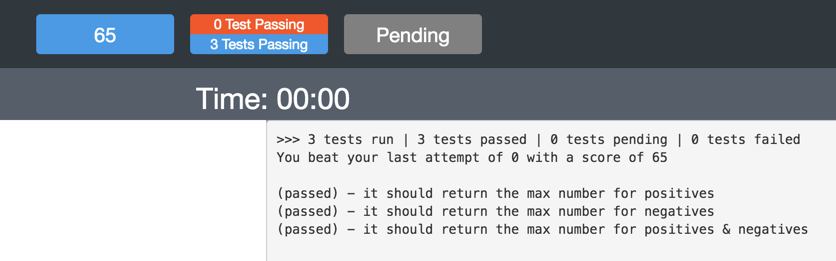 65
0 Test Passing
3 Tests Passing
Pending
Time: 00:00
>>> 3 tests run | 3 tests passed | 0 tests pending | 0 tests failed
You beat your last attempt of 0 with a score of 65
(passed) – it should return the max number for positives
(passed) – it should return the max number for negatives
(passed) – it should return the max number for positives & negatives